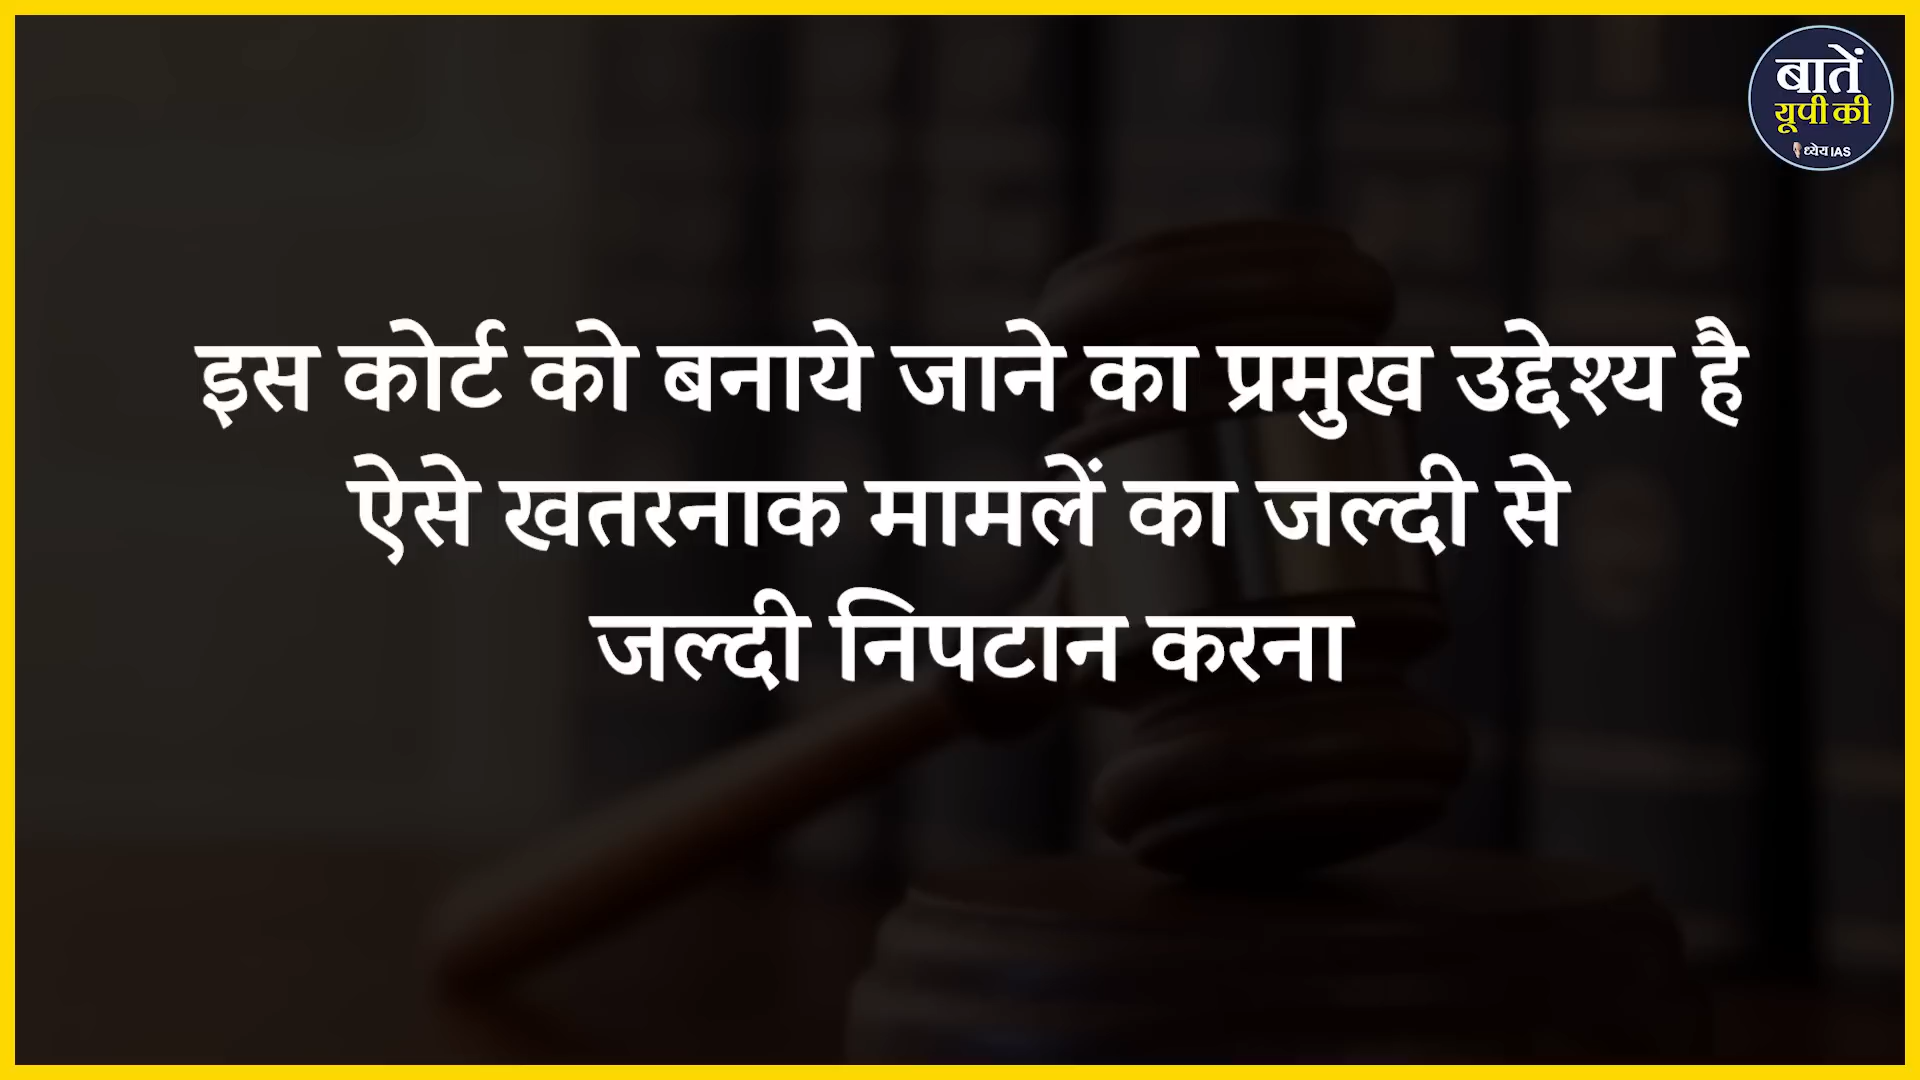 बातें
यूपी की
ध्येय IAS
इस कोर्ट को बनाये जाने का प्रमुख उद्देश्य है
ऐसे खतरनाक मामलें का जल्दी से
जल्दी निपटान करना